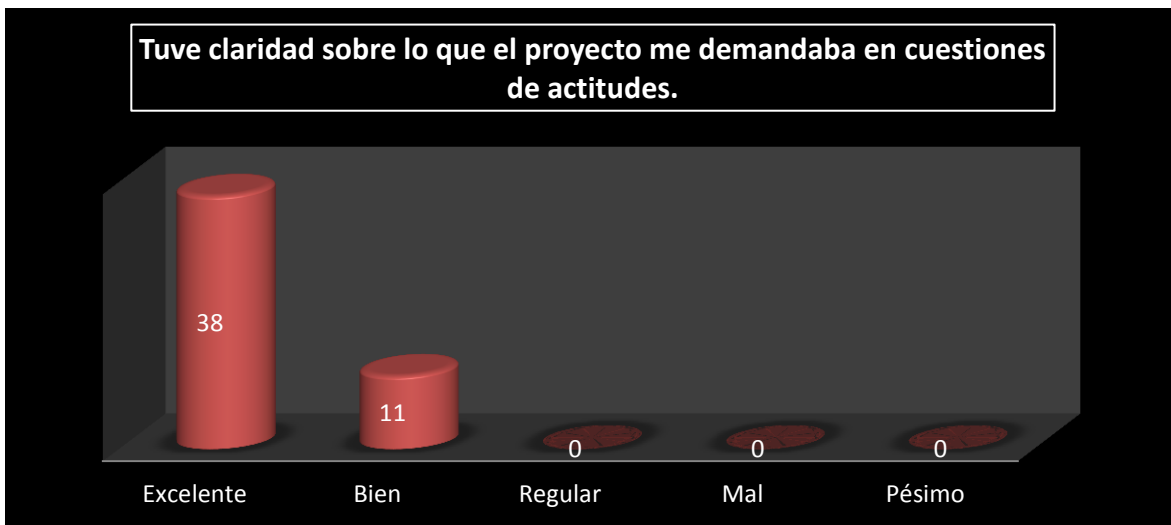 Tuve claridad sobre lo que el proyecto me demandaba en cuestiones
de actitudes.
38
11
0
0
0
Excelente
Bien
Regular
Mal
Pésimo